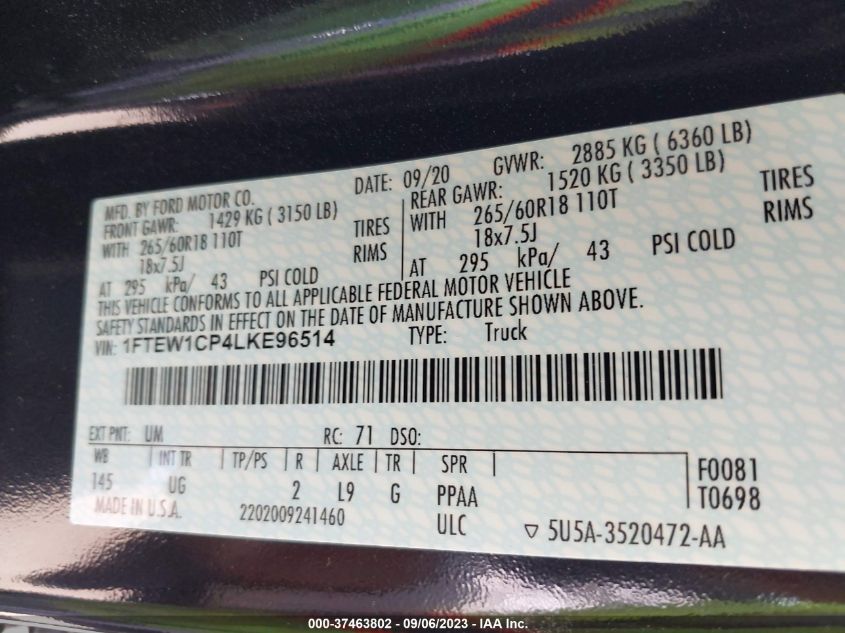 MFD. BY FORD MOTOR CO.
DATE: 09/20 GVWR: 2885 KG ( 6360 LB)
FRONT GAWR: 1429 KG ( 3150 LB)
WITH 265/60R18 110T TIRES
18x7.5J RIMS
AT 295 kPa/ 43 PSI COLD
REAR GAWR: 1520 KG ( 3350 LB)
WITH 265/60R18 110T TIRES
18x7.5J RIMS
AT 295 kPa/ 43 PSI COLD
THIS VEHICLE CONFORMS TO ALL APPLICABLE FEDERAL MOTOR VEHICLE
SAFETY STANDARDS IN EFFECT ON THE DATE OF MANUFACTURE SHOWN ABOVE.
VIN: 1FTEW1CP4LKE96514 TYPE: Truck
EXT PNT: UM RC: 71 DSO:
WB INT TR TP/PS R AXLE TR SPR
145 UG 2 L9 G PPAA
F0081
T0698
MADE IN U.S.A. 2202009241460 ULC ▽ 5U5A-3520472-AA
000-37463802 - 09/06/2023 - IAA Inc.